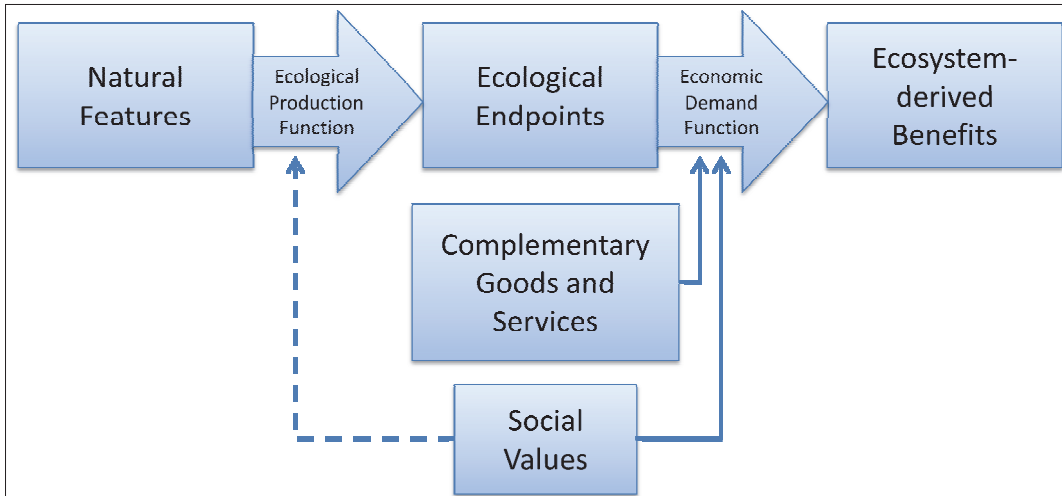 Natural
Features
Ecological
Production
Function
Ecological
Endpoints
Economic
Demand
Function
Ecosystem-
derived
Benefits
Complementary
Goods and
Services
Social
Values